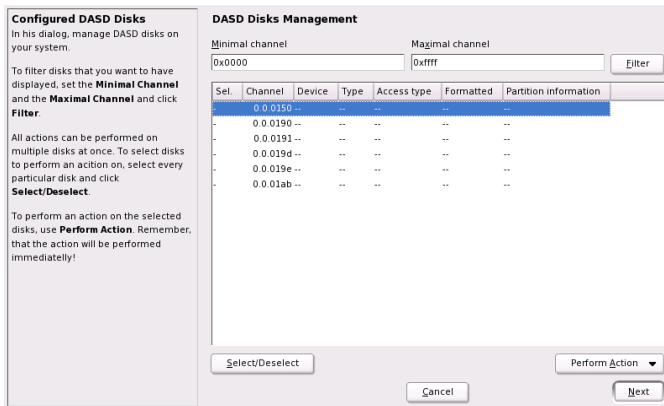 Configured DASD Disks
In his dialog, manage DASD disks on
your system.
To filter disks that you want to have
displayed, set the Minimal Channel
and the Maximal Channel and click
Filter.
All actions can be performed on
multiple disks at once. To select disks
to perform an acition on, select every
particular disk and click
Select/Deselect.
To perform an action on the selected
disks, use Perform Action. Remember,
that the action will be performed
immediatelly!
DASD Disks Management
Minimal channel Maximal channel
0x0000 0xffff Filter
Sel. Channel Device Type Access type Formatted Partition information
- 0.0.0150 -- -- -- -- --
- 0.0.0190 -- -- -- -- --
- 0.0.0191 -- -- -- -- --
- 0.0.019d -- -- -- -- --
- 0.0.019e -- -- -- -- --
- 0.0.01ab -- -- -- -- --
Select/Deselect Perform Action
Cancel Next